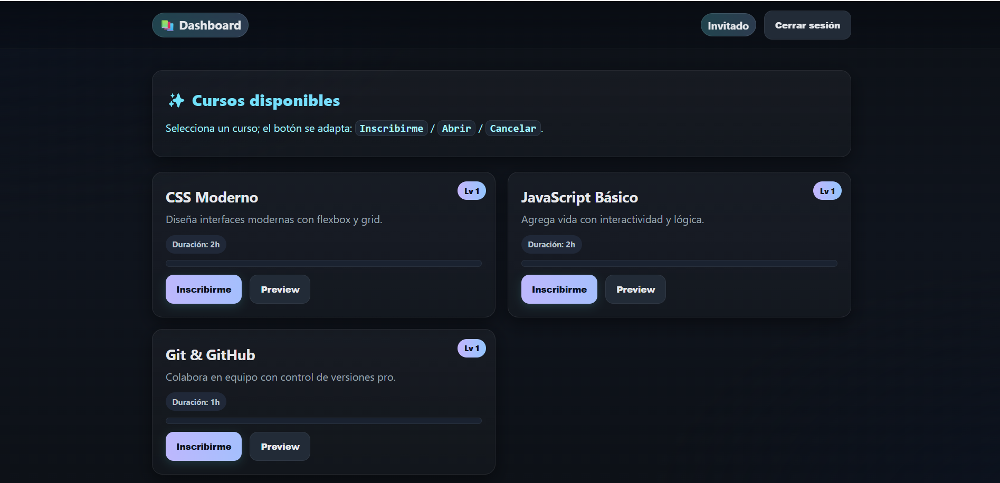 Dashboard
Invitado
Cerrar sesión
Cursos disponibles
Selecciona un curso; el botón se adapta: Inscribirme / Abrir / Cancelar.
CSS Moderno
Lv 1
Diseña interfaces modernas con flexbox y grid.
Duración: 2h
Inscribirme
Preview
JavaScript Básico
Lv 1
Agrega vida con interactividad y lógica.
Duración: 2h
Inscribirme
Preview
Git & GitHub
Lv 1
Colabora en equipo con control de versiones pro.
Duración: 1h
Inscribirme
Preview